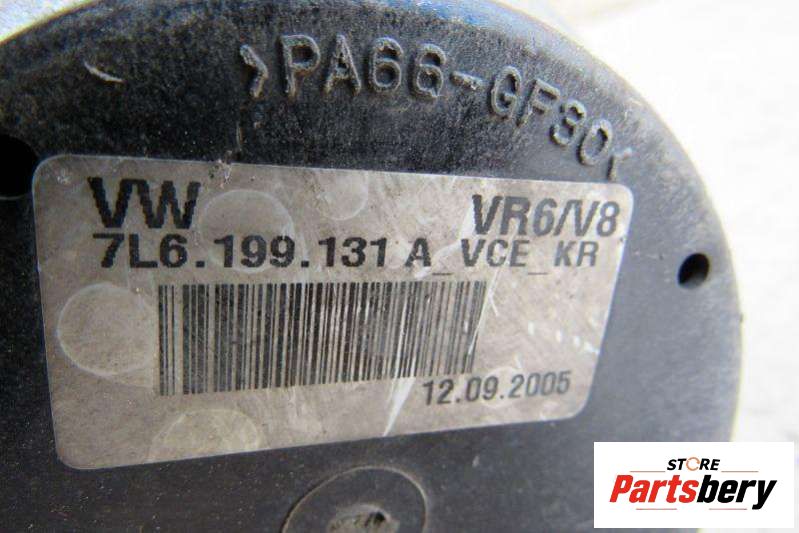 >PA66-GF30<
VW VR6/V8
7L6.199.131 A_VCE_KR
12.09.2005
STORE
Partsbery